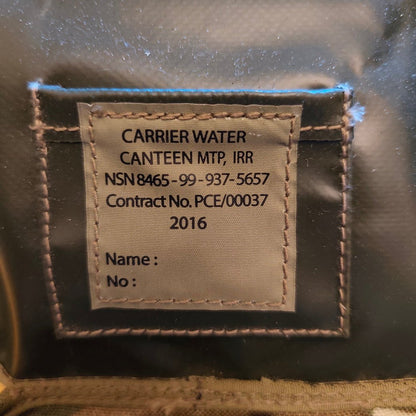 CARRIER WATER
CANTEEN MTP, IRR
NSN 8465-99-937-5657
Contract No. PCE/00037
2016
Name :
No :